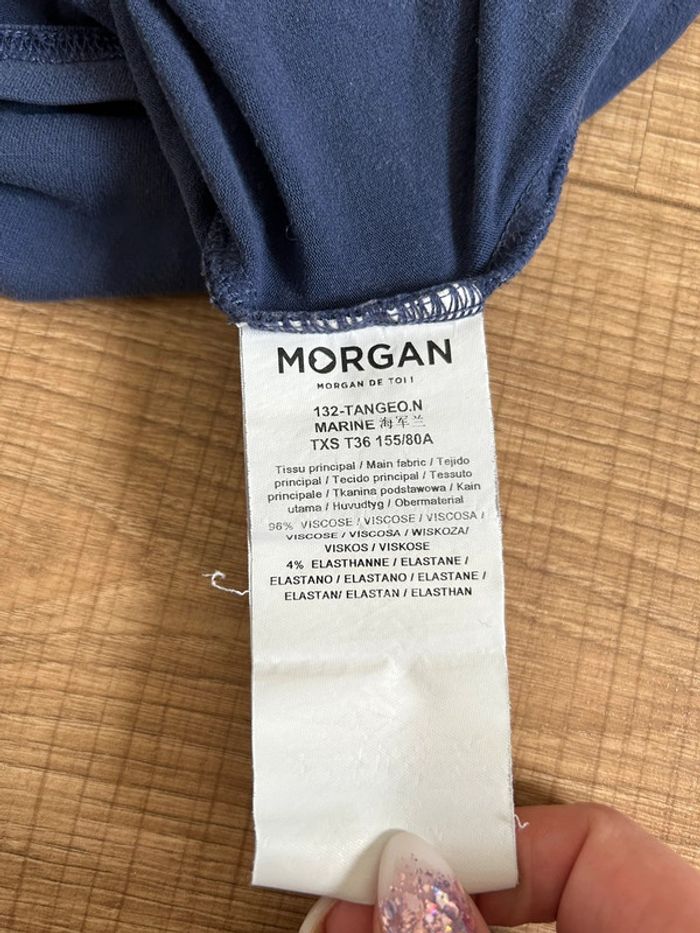 MORGAN
MORGAN DE TOI !
132-TANGEO.N
MARINE 海军兰
TXS T36 155/80A
Tissu principal / Main fabric / Tejido
principal / Tecido principal / Tessuto
principale / Tkanina podstawowa / Kain
utama / Huvudtyg / Obermaterial
96% VISCOSE / VISCOSE / VISCOSA /
VISCOSE / VISCOSA / WISKOZA/
VISKOS / VISKOSE
4% ELASTHANNE / ELASTANE /
ELASTANO / ELASTANO / ELASTANE /
ELASTAN/ ELASTAN / ELASTHAN